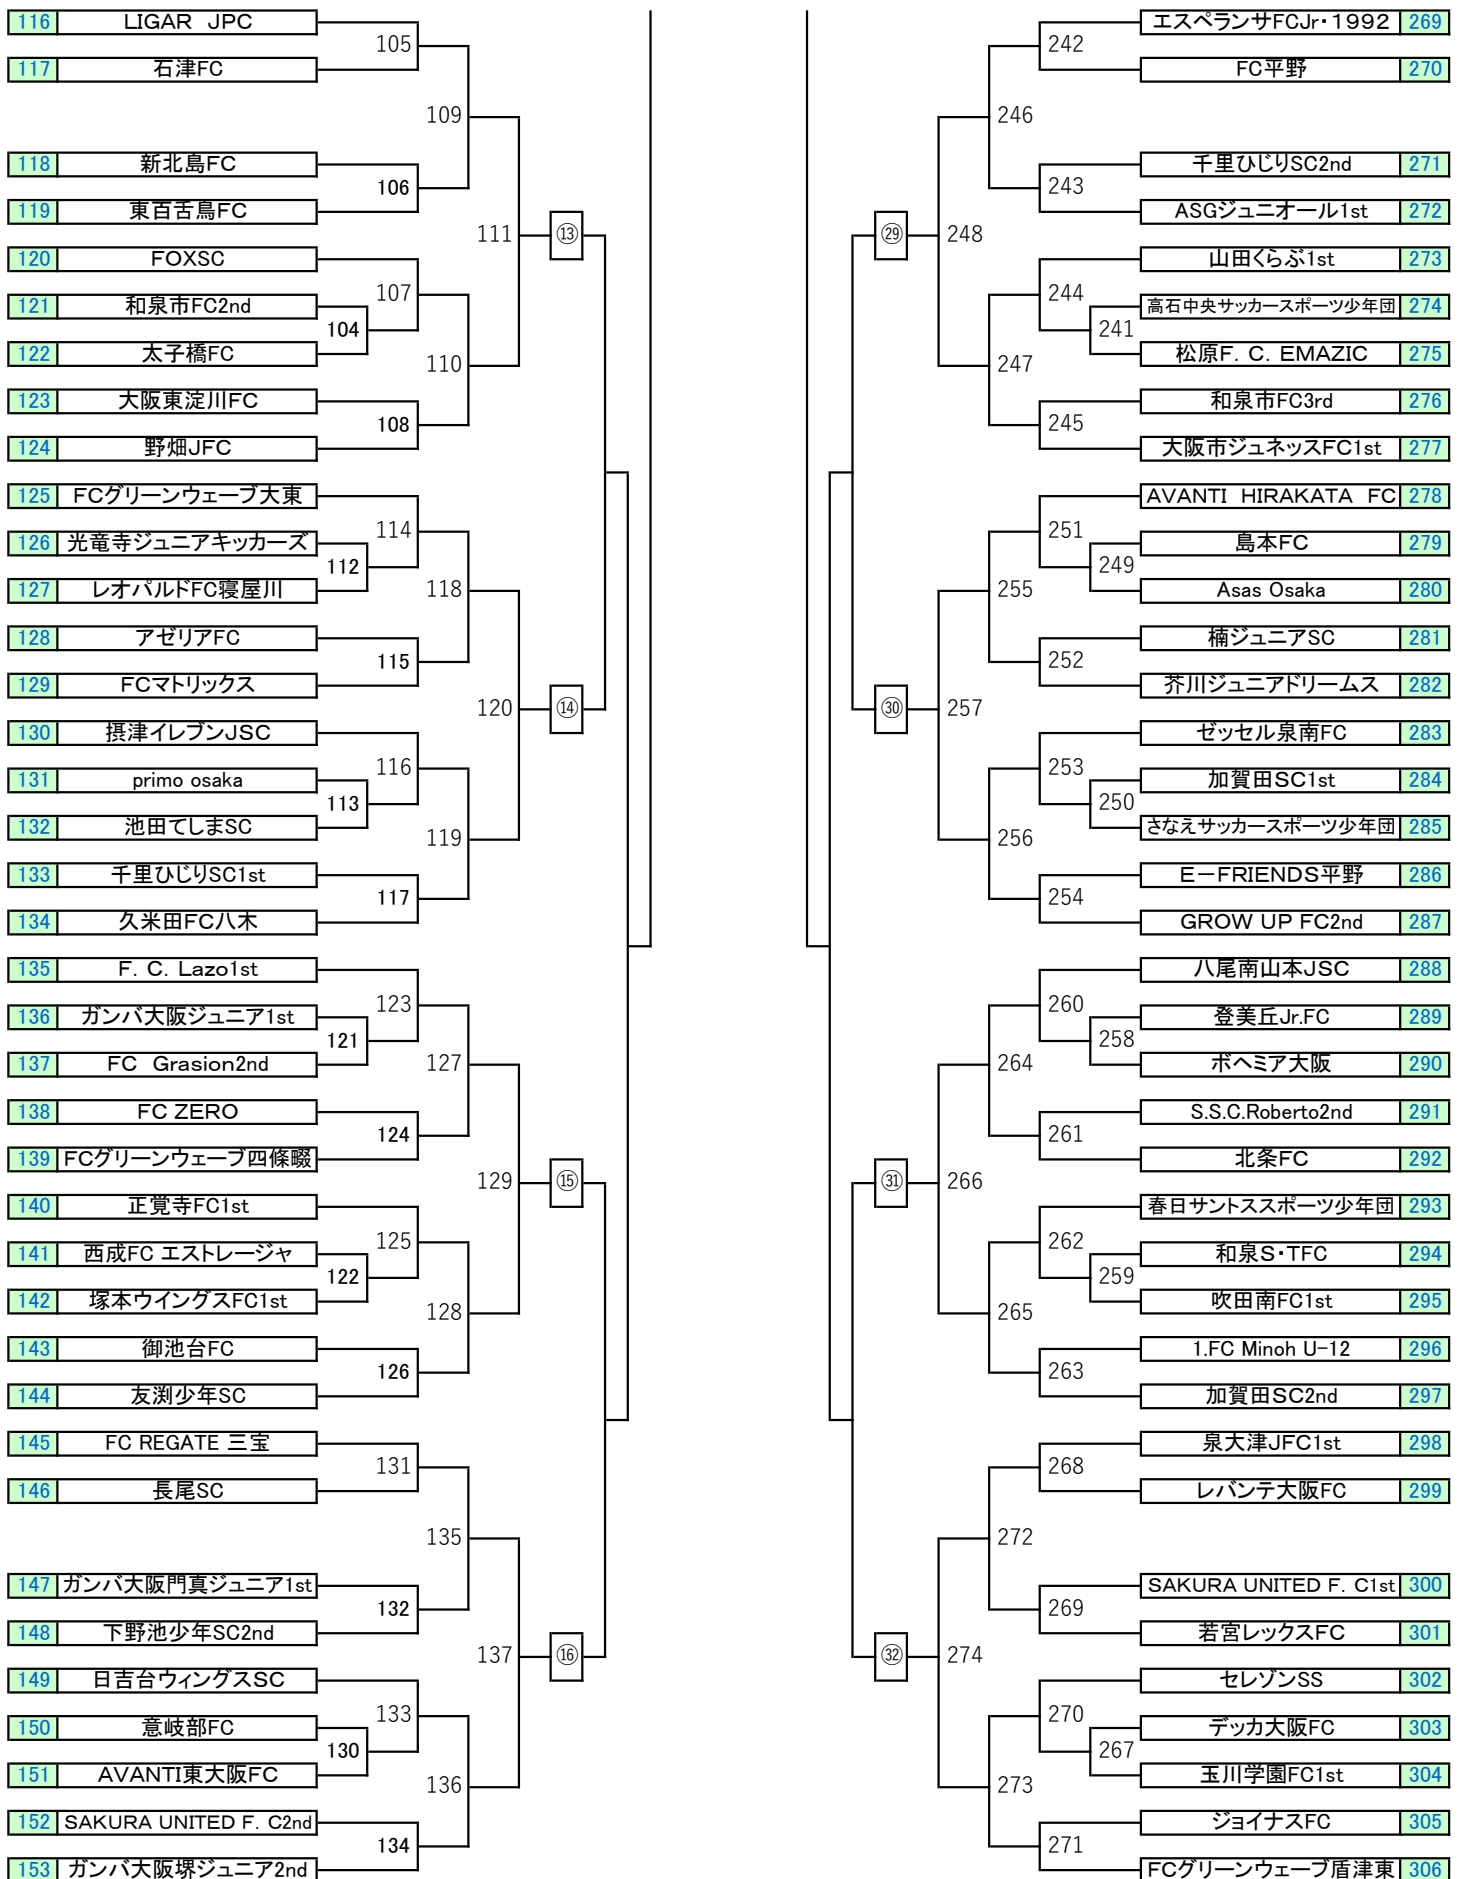 116 LIGAR JPC
105
117 石津FC
109
118 新北島FC
106
119 東百舌鳥FC
111
⑬
120 FOXSC
107
121 和泉市FC2nd
104
122 太子橋FC
110
123 大阪東淀川FC
108
124 野畑JFC
125 FCグリーンウェーブ大東
114
126 光竜寺ジュニアキッカーズ
112
127 レオパルドFC寝屋川
118
128 アゼリアFC
115
129 FCマトリックス
120
⑭
130 摂津イレブンJSC
116
131 primo osaka
113
132 池田てしまSC
119
133 千里ひじりSC1st
117
134 久米田FC八木
135 F. C. Lazo1st
123
136 ガンバ大阪ジュニア1st
121
137 FC Grasion2nd
127
138 FC ZERO
124
139 FCグリーンウェーブ四條畷
129
⑮
140 正覚寺FC1st
125
141 西成FC エストレージャ
122
142 塚本ウイングスFC1st
128
143 御池台FC
126
144 友渕少年SC
145 FC REGATE 三宝
131
146 長尾SC
135
147 ガンバ大阪門真ジュニア1st
132
148 下野池少年SC2nd
137
⑯
149 日吉台ウィングスSC
133
150 意岐部FC
130
151 AVANTI東大阪FC
136
152 SAKURA UNITED F. C2nd
134
153 ガンバ大阪堺ジュニア2nd
エスペランサFCJr・1992 269
242
FC平野 270
246
千里ひじりSC2nd 271
243
ASGジュニオール1st 272
㉙
248
山田くらぶ1st 273
244
高石中央サッカースポーツ少年団 274
241
松原F. C. EMAZIC 275
247
和泉市FC3rd 276
245
大阪市ジュネッスFC1st 277
AVANTI HIRAKATA FC 278
251
島本FC 279
249
Asas Osaka 280
255
楠ジュニアSC 281
252
芥川ジュニアドリームス 282
㉚
257
ゼッセル泉南FC 283
253
加賀田SC1st 284
250
さなえサッカースポーツ少年団 285
256
E－FRIENDS平野 286
254
GROW UP FC2nd 287
八尾南山本JSC 288
260
登美丘Jr.FC 289
258
ボヘミア大阪 290
264
S.S.C.Roberto2nd 291
261
北条FC 292
㉛
266
春日サントススポーツ少年団 293
262
和泉S・TFC 294
259
吹田南FC1st 295
265
1.FC Minoh U-12 296
263
加賀田SC2nd 297
泉大津JFC1st 298
268
レバンテ大阪FC 299
272
SAKURA UNITED F. C1st 300
269
若宮レックスFC 301
㉜
274
セレゾンSS 302
270
デッカ大阪FC 303
267
玉川学園FC1st 304
273
ジョイナスFC 305
271
FCグリーンウェーブ盾津東 306